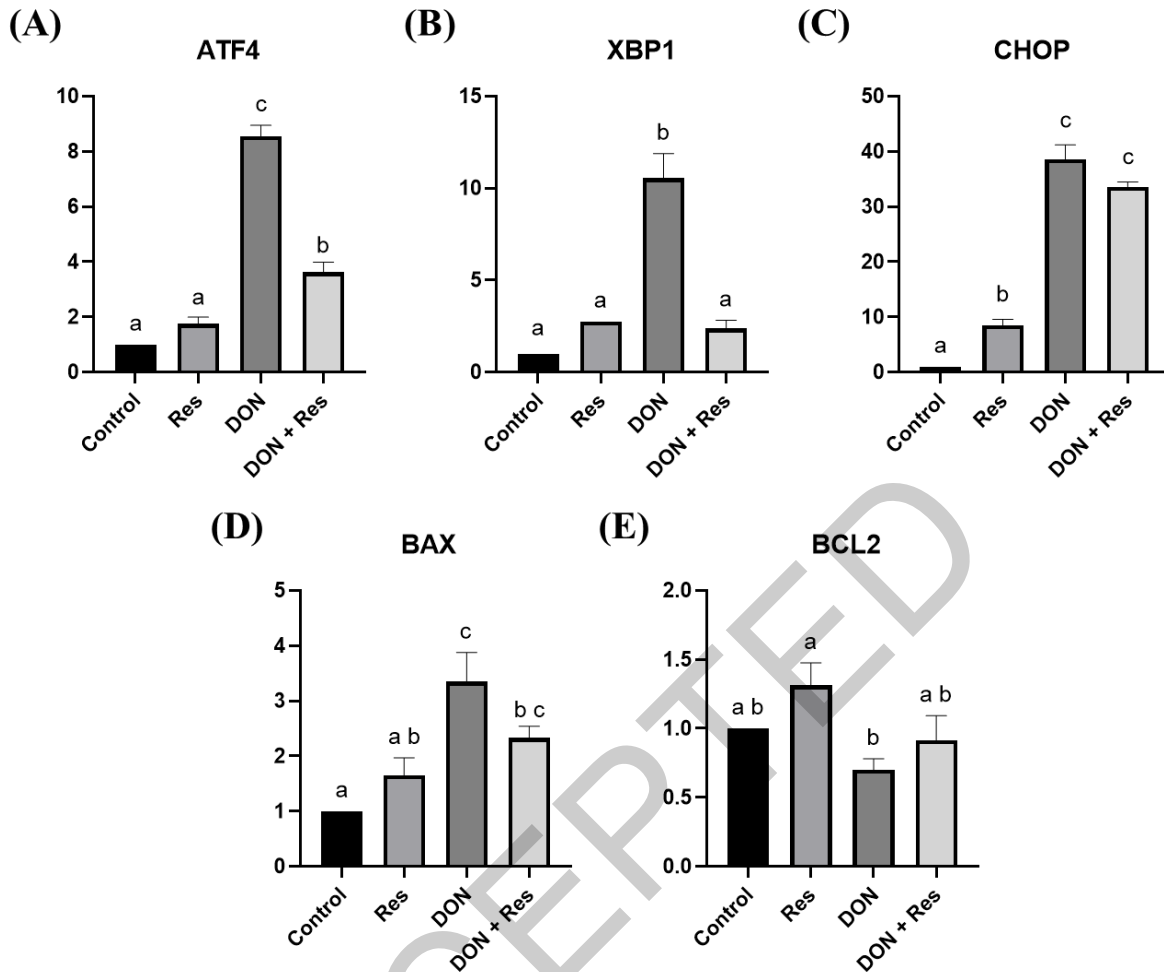 (A)
ATF4
10
8
6
4
2
0
a
a
c
b
Control
Res
DON
DON + Res
(B)
XBP1
15
10
5
0
a
a
b
a
Control
Res
DON
DON + Res
(C)
CHOP
50
40
30
20
10
0
a
b
c
c
Control
Res
DON
DON + Res
(D)
BAX
5
4
3
2
1
0
a
a b
c
b c
Control
Res
DON
DON + Res
(E)
BCL2
2.0
1.5
1.0
0.5
0.0
a b
a
b
a b
Control
Res
DON
DON + Res
CEPTED